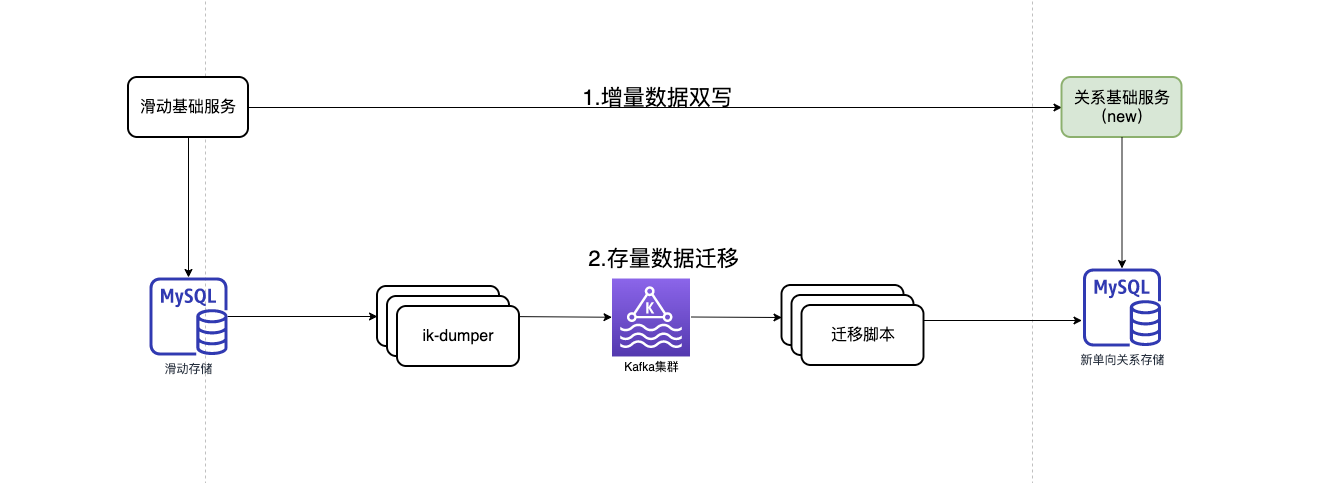 滑动基础服务
1.增量数据双写
关系基础服务
(new)
2.存量数据迁移
MySQL
滑动存储
ik-dumper
K
Kafka集群
迁移脚本
MySQL
新单向关系存储